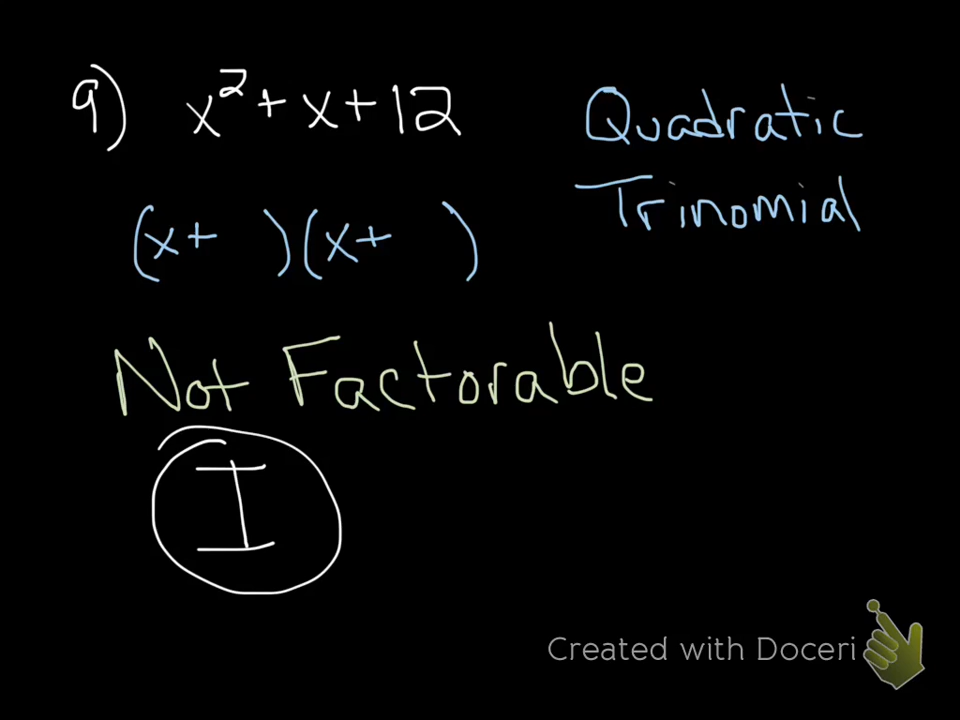 9) x² + x + 12
Quadratic
Trinomial
(x+ )(x+ )
Not Factorable
I
Created with Doceri